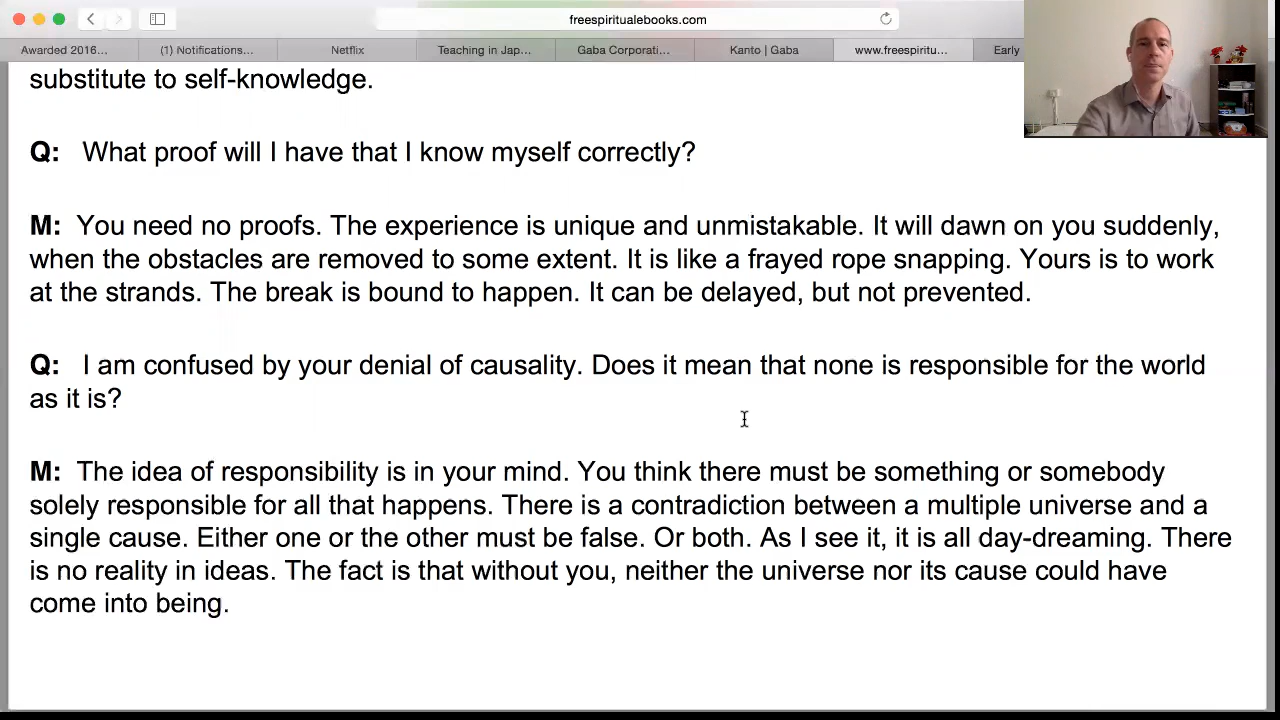 freespiritualebooks.com
Awarded 2016... (1) Notifications... Netflix Teaching in Jap... Gaba Corporati... Kanto | Gaba www.freespiritu... Early
substitute to self-knowledge.
Q: What proof will I have that I know myself correctly?
M: You need no proofs. The experience is unique and unmistakable. It will dawn on you suddenly,
when the obstacles are removed to some extent. It is like a frayed rope snapping. Yours is to work
at the strands. The break is bound to happen. It can be delayed, but not prevented.
Q: I am confused by your denial of causality. Does it mean that none is responsible for the world
as it is?
M: The idea of responsibility is in your mind. You think there must be something or somebody
solely responsible for all that happens. There is a contradiction between a multiple universe and a
single cause. Either one or the other must be false. Or both. As I see it, it is all day-dreaming. There
is no reality in ideas. The fact is that without you, neither the universe nor its cause could have
come into being.